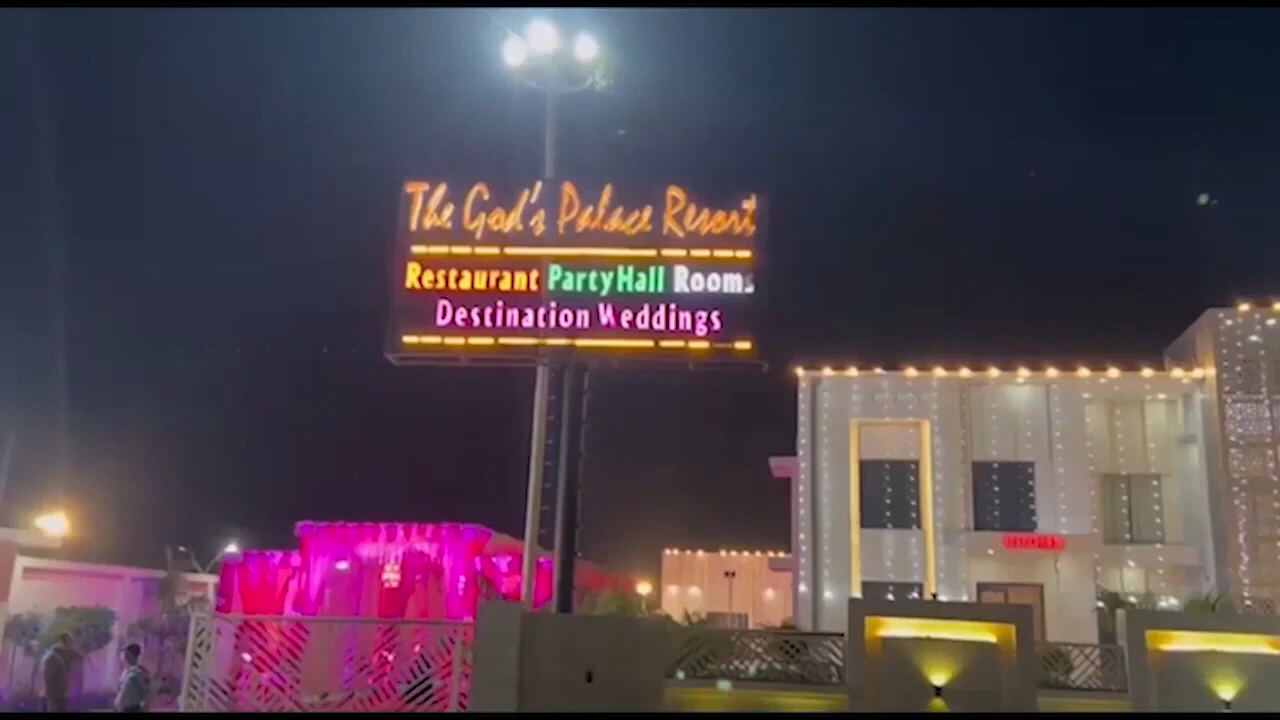 The God's Palace Resort
Restaurant PartyHall Rooms
Destination Weddings